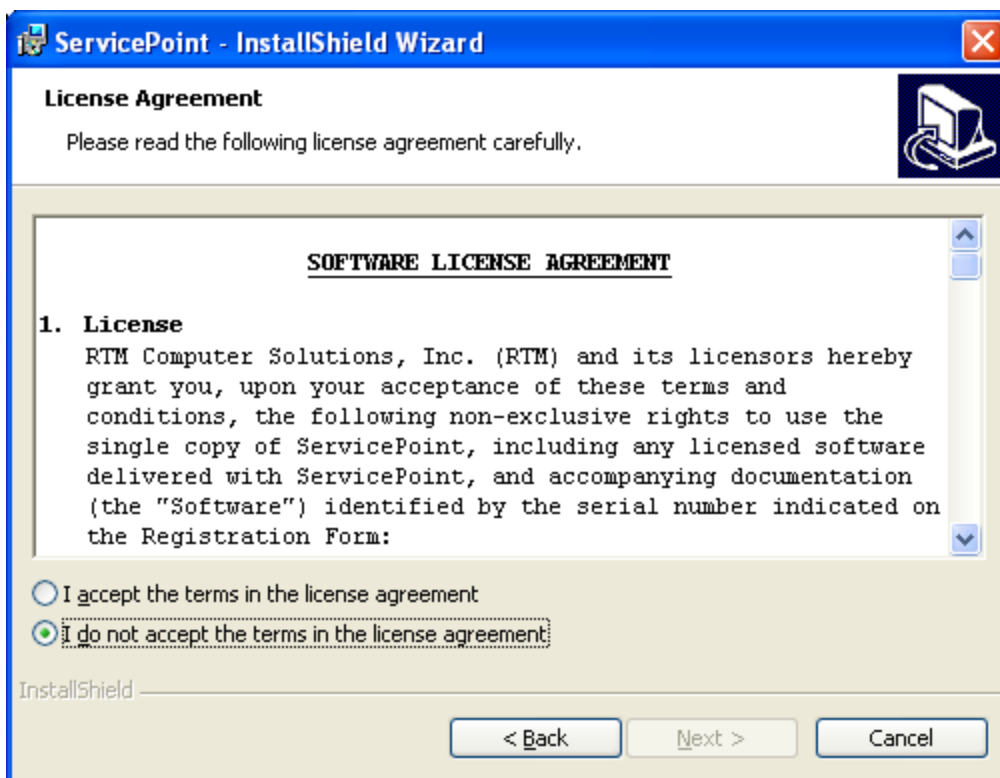 ServicePoint - InstallShield Wizard
License Agreement
Please read the following license agreement carefully.
SOFTWARE LICENSE AGREEMENT
1. License
RTM Computer Solutions, Inc. (RTM) and its licensors hereby
grant you, upon your acceptance of these terms and
conditions, the following non-exclusive rights to use the
single copy of ServicePoint, including any licensed software
delivered with ServicePoint, and accompanying documentation
(the "Software") identified by the serial number indicated on
the Registration Form:
I accept the terms in the license agreement
I do not accept the terms in the license agreement
InstallShield
< Back Next > Cancel